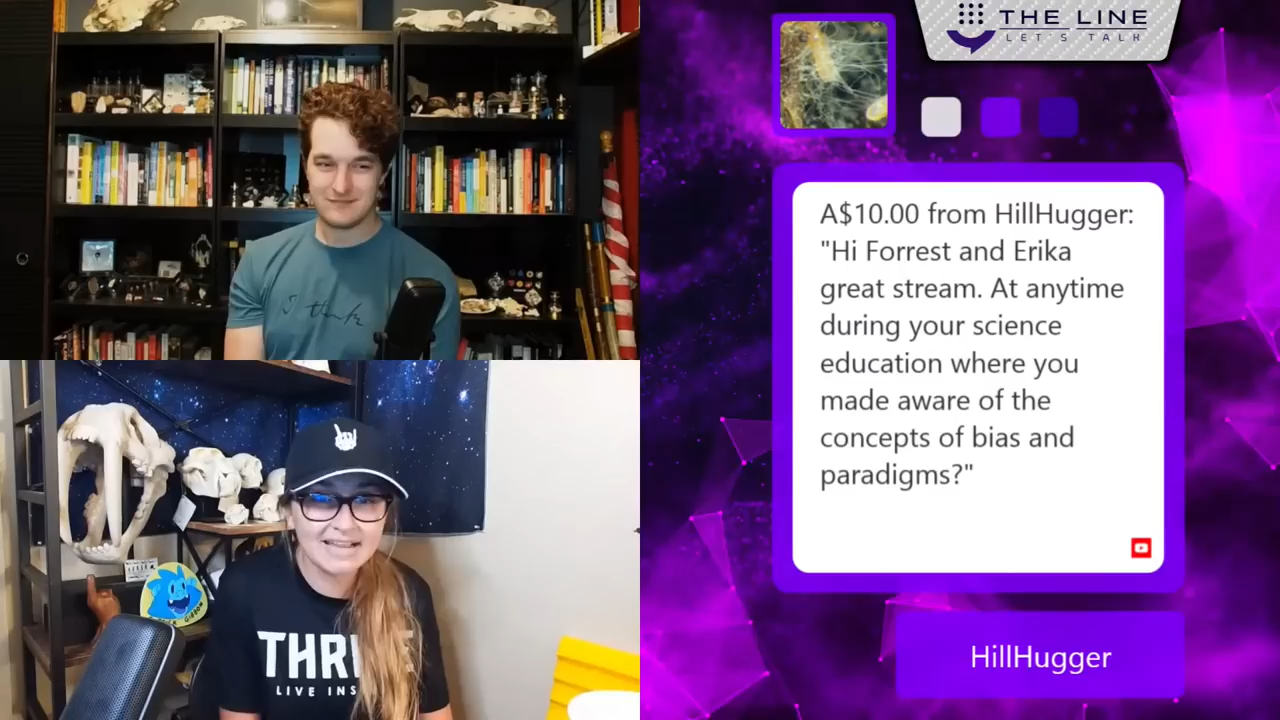 THE LINE
LET'S TALK
A$10.00 from HillHugger:
"Hi Forrest and Erika
great stream. At anytime
during your science
education where you
made aware of the
concepts of bias and
paradigms?"
HillHugger
I think
THRI E
LIVE INS